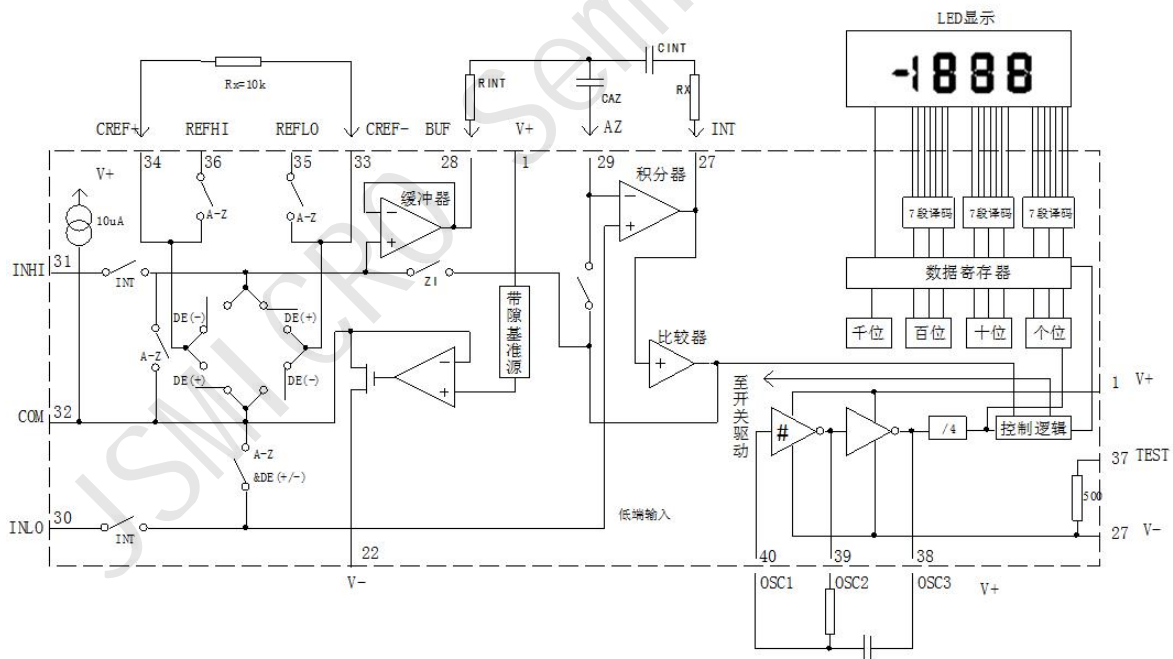 LED显示
-1888
CINT
RINT
CAZ
RX
Rx=10k
CREF+
REFHI
REFLO
CREF-
BUF
V+
AZ
INT
34
36
35
33
28
1
29
27
V+
10uA
A-Z
A-Z
缓冲器
积分器
7段译码
7段译码
7段译码
INHI
31
INT
ZI
数据寄存器
DE(-)
DE(+)
带隙基准源
千位
百位
十位
个位
A-Z
DE(+)
DE(-)
比较器
至开关驱动
1
V+
COM
32
#
/4
控制逻辑
A-Z
&DE(+/-)
37
TEST
500
INLO
30
INT
低端输入
27
V-
22
V-
40
39
38
OSC1
OSC2
OSC3
V+
JSMICRO Semi